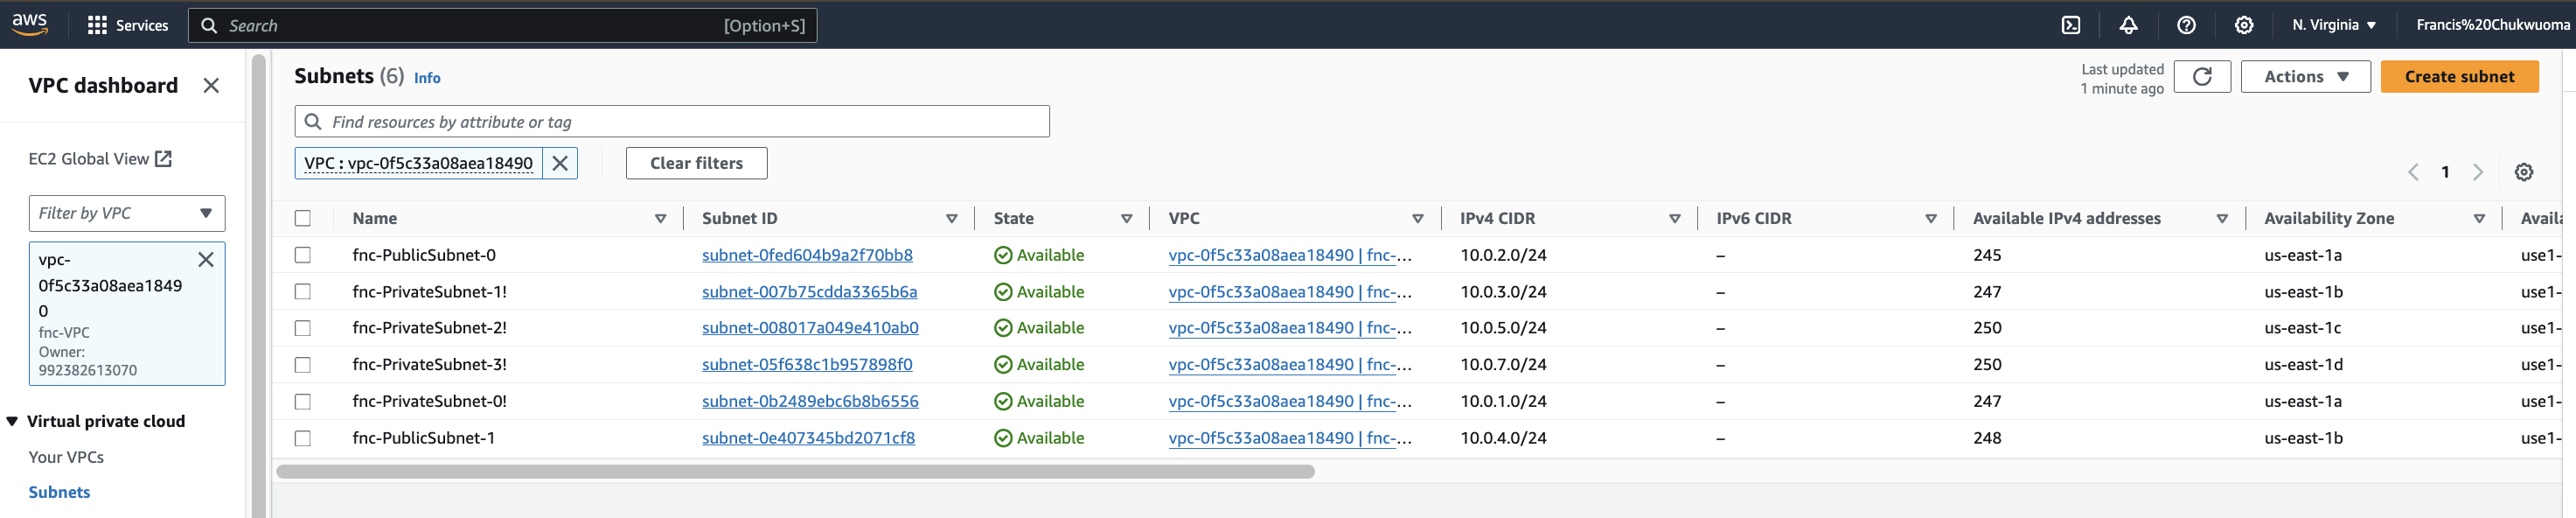 aws Services Search [Option+S] N. Virginia ▼ Francis%20Chukwuoma
VPC dashboard
EC2 Global View
Filter by VPC
vpc-
0f5c33a08aea1849
0
fnc-VPC
Owner:
992382613070
Virtual private cloud
Your VPCs
Subnets
Subnets (6) Info
Last updated
1 minute ago
Actions ▼
Create subnet
Find resources by attribute or tag
VPC : vpc-0f5c33a08aea18490
Clear filters
1
Name Subnet ID State VPC IPv4 CIDR IPv6 CIDR Available IPv4 addresses Availability Zone Availa
fnc-PublicSubnet-0 subnet-0fed604b9a2f70bb8 Available vpc-0f5c33a08aea18490 | fnc-... 10.0.2.0/24 – 245 us-east-1a use1-
fnc-PrivateSubnet-1! subnet-007b75cdda3365b6a Available vpc-0f5c33a08aea18490 | fnc-... 10.0.3.0/24 – 247 us-east-1b use1-
fnc-PrivateSubnet-2! subnet-008017a049e410ab0 Available vpc-0f5c33a08aea18490 | fnc-... 10.0.5.0/24 – 250 us-east-1c use1-
fnc-PrivateSubnet-3! subnet-05f638c1b957898f0 Available vpc-0f5c33a08aea18490 | fnc-... 10.0.7.0/24 – 250 us-east-1d use1-
fnc-PrivateSubnet-0! subnet-0b2489ebc6b8b6556 Available vpc-0f5c33a08aea18490 | fnc-... 10.0.1.0/24 – 247 us-east-1a use1-
fnc-PublicSubnet-1 subnet-0e407345bd2071cf8 Available vpc-0f5c33a08aea18490 | fnc-... 10.0.4.0/24 – 248 us-east-1b use1-